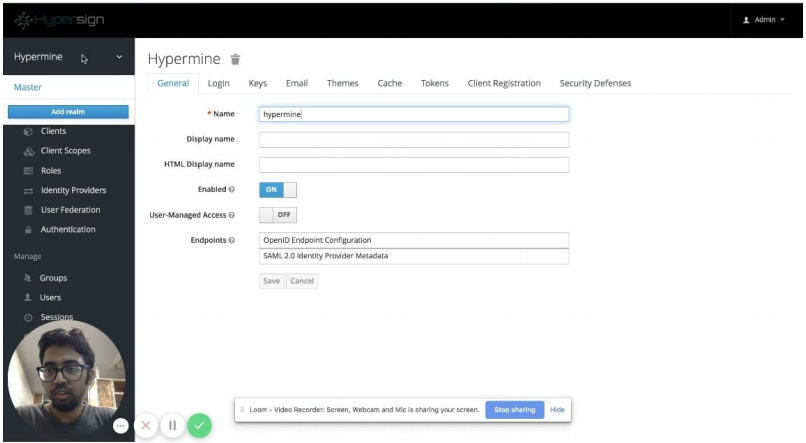 Hypersign
Admin
Hypermine
Master
Add realm
Clients
Client Scopes
Roles
Identity Providers
User Federation
Authentication
Manage
Groups
Users
Sessions
Hypermine
General Login Keys Email Themes Cache Tokens Client Registration Security Defenses
* Name hypermine
Display name
HTML Display name
Enabled ON
User-Managed Access OFF
Endpoints OpenID Endpoint Configuration
SAML 2.0 Identity Provider Metadata
Save Cancel
Loom - Video Recorder: Screen, Webcam and Mic is sharing your screen. Stop sharing Hide